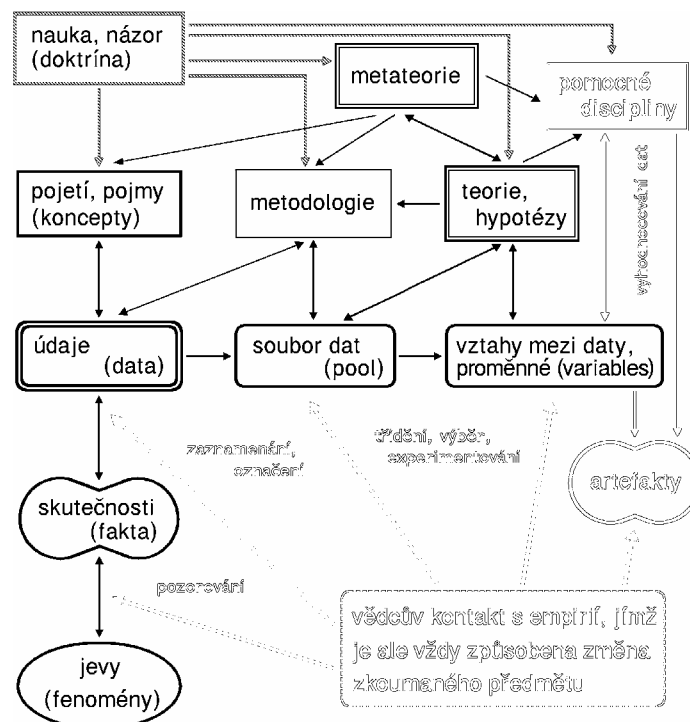 nauka, názor
(doktrína)
metateorie
pomocné
disciplíny
pojetí, pojmy
(koncepty)
metodologie
teorie,
hypotézy
vyhodnocování dat
údaje
(data)
soubor dat
(pool)
vztahy mezi daty,
proměnné (variables)
zaznamenání,
označení
třídění, výběr,
experimentování
artefakty
skutečnosti
(fakta)
pozorování
vědcův kontakt s empirií, jímž
je ale vždy způsobena změna
zkoumaného předmětu
jevy
(fenomény)